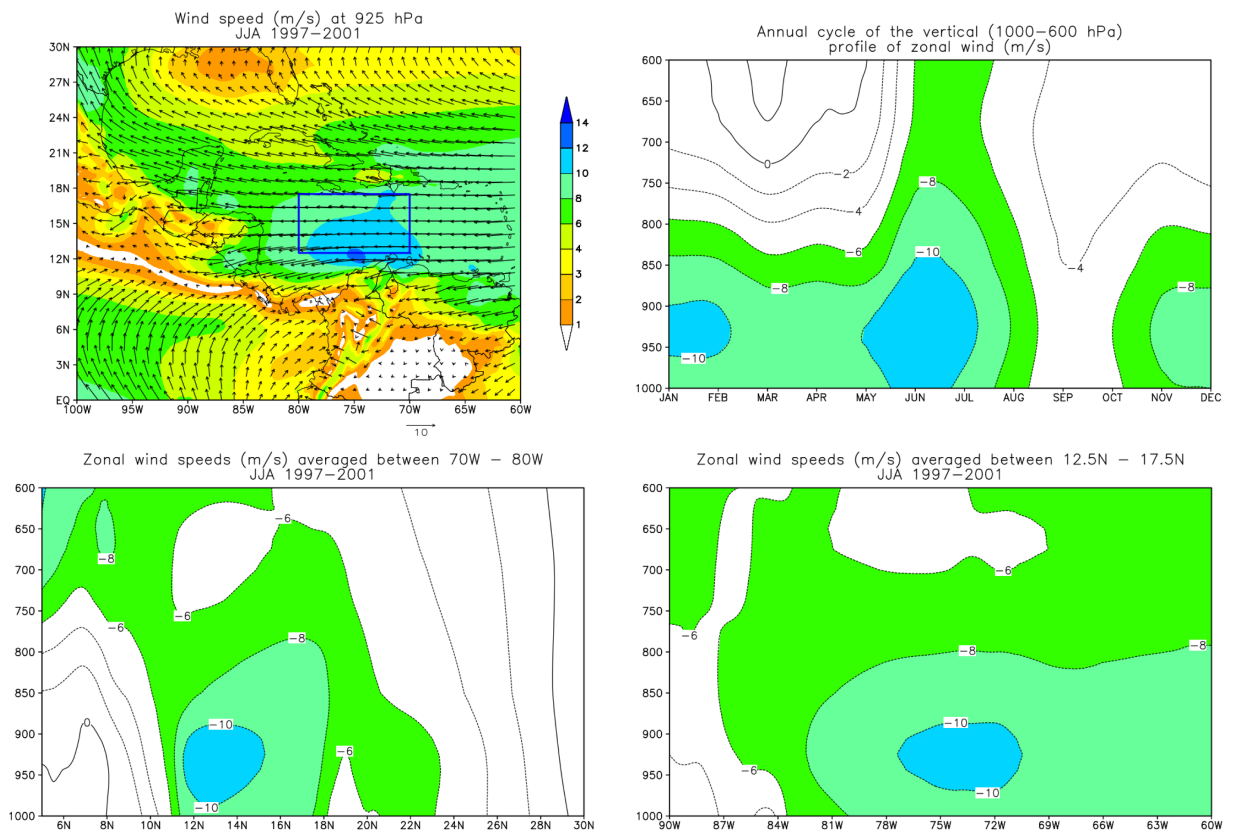 Wind speed (m/s) at 925 hPa
JJA 1997−2001
30N
27N
24N
21N
18N
15N
12N
9N
6N
3N
EQ
100W 95W 90W 85W 80W 75W 70W 65W 60W
10
14
12
10
8
6
4
3
2
1
Annual cycle of the vertical (1000−600 hPa)
profile of zonal wind (m/s)
600
650
700
750
800
850
900
950
1000
0
−2
−4
−6
−8
−10
−8
−10
−4
−8
JAN FEB MAR APR MAY JUN JUL AUG SEP OCT NOV DEC
Zonal wind speeds (m/s) averaged between 70W − 80W
JJA 1997−2001
600
650
700
750
800
850
900
950
1000
−6
−8
−6
−6
−8
0
−10
−6
−10
6N 8N 10N 12N 14N 16N 18N 20N 22N 24N 26N 28N 30N
Zonal wind speeds (m/s) averaged between 12.5N − 17.5N
JJA 1997−2001
600
650
700
750
800
850
900
950
1000
−6
−6
−8
−8
−10
−6
−10
90W 87W 84W 81W 78W 75W 72W 69W 66W 63W 60W